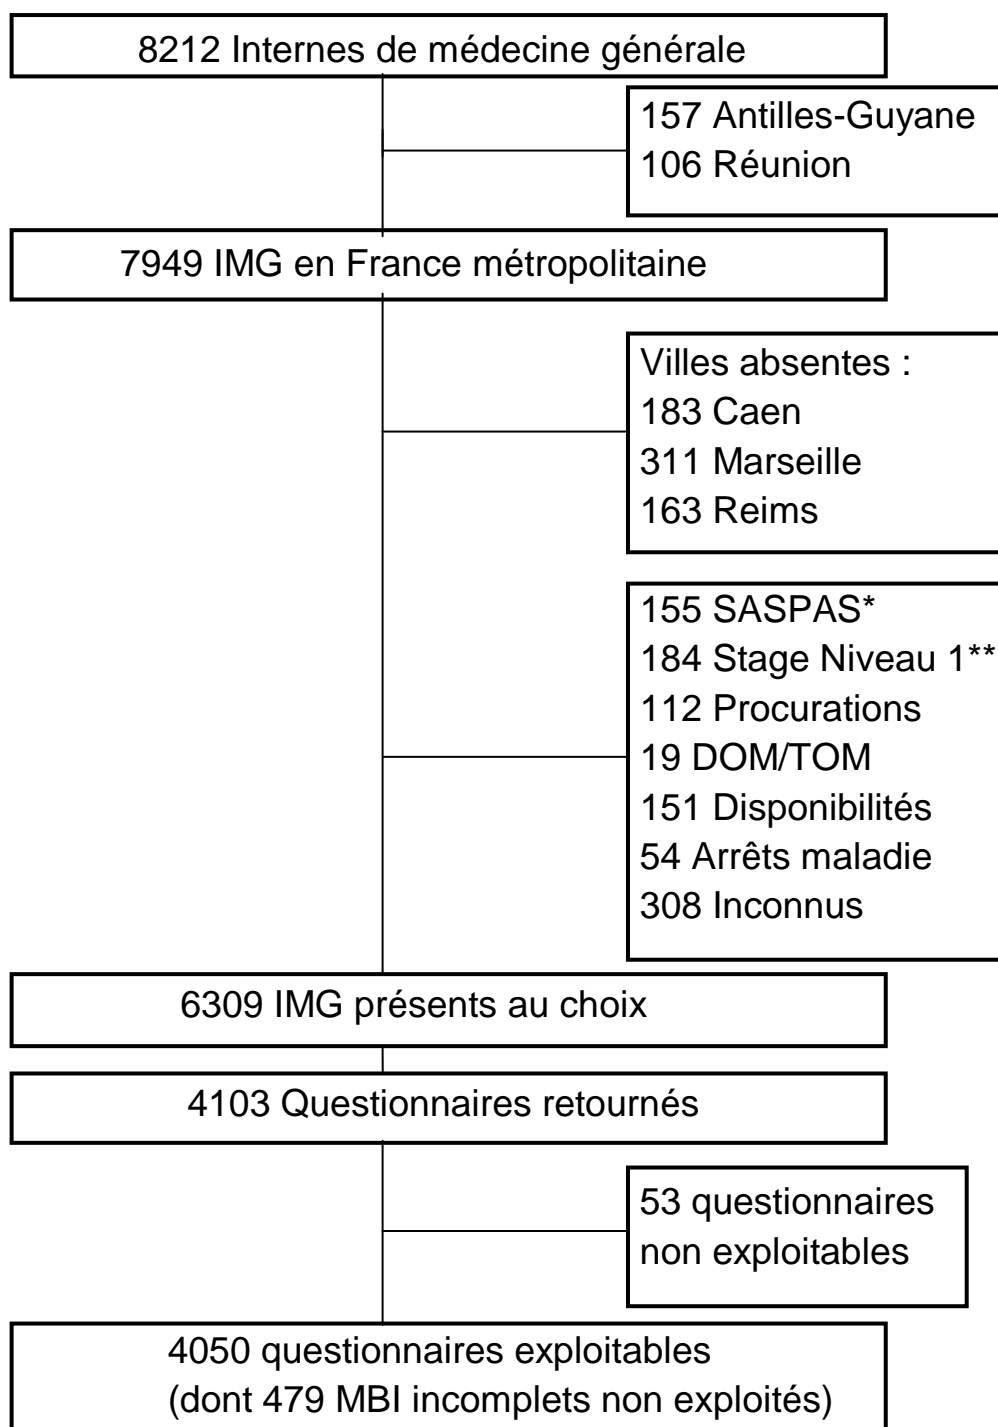 8212 Internes de médecine générale
157 Antilles-Guyane
106 Réunion
7949 IMG en France métropolitaine
Villes absentes :
183 Caen
311 Marseille
163 Reims
155 SASPAS*
184 Stage Niveau 1**
112 Procurations
19 DOM/TOM
151 Disponibilités
54 Arrêts maladie
308 Inconnus
6309 IMG présents au choix
4103 Questionnaires retournés
53 questionnaires
non exploitables
4050 questionnaires exploitables
(dont 479 MBI incomplets non exploités)